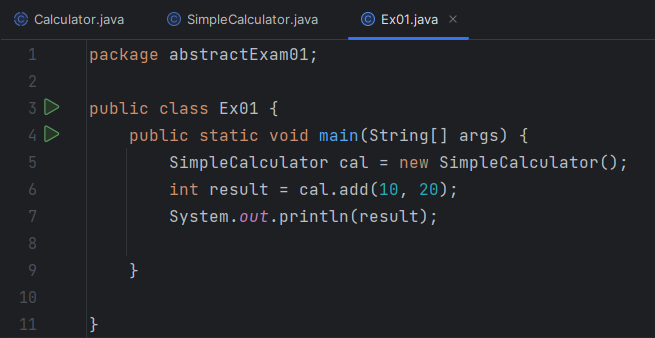 Calculator.java SimpleCalculator.java Ex01.java ×
1 package abstractExam01;
2
3 public class Ex01 {
4 public static void main(String[] args) {
5 SimpleCalculator cal = new SimpleCalculator();
6 int result = cal.add(10, 20);
7 System.out.println(result);
8
9 }
10
11 }